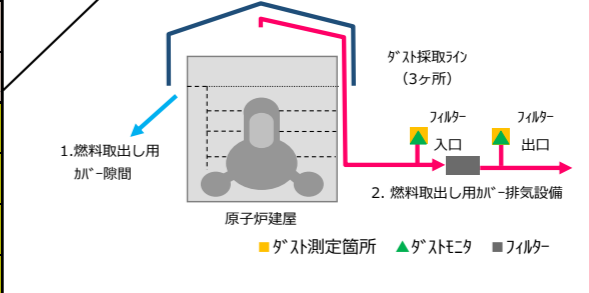 ﾀﾞｽﾄ採取ﾗｲﾝ
（3ヶ所）
ﾌｨﾙﾀｰ
入口
ﾌｨﾙﾀｰ
出口
1.燃料取出し用
ｶﾊﾞｰ隙間
2. 燃料取出し用ｶﾊﾞｰ排気設備
原子炉建屋
■ﾀﾞｽﾄ測定箇所 ▲ﾀﾞｽﾄﾓﾆﾀ ■ﾌｨﾙﾀｰ